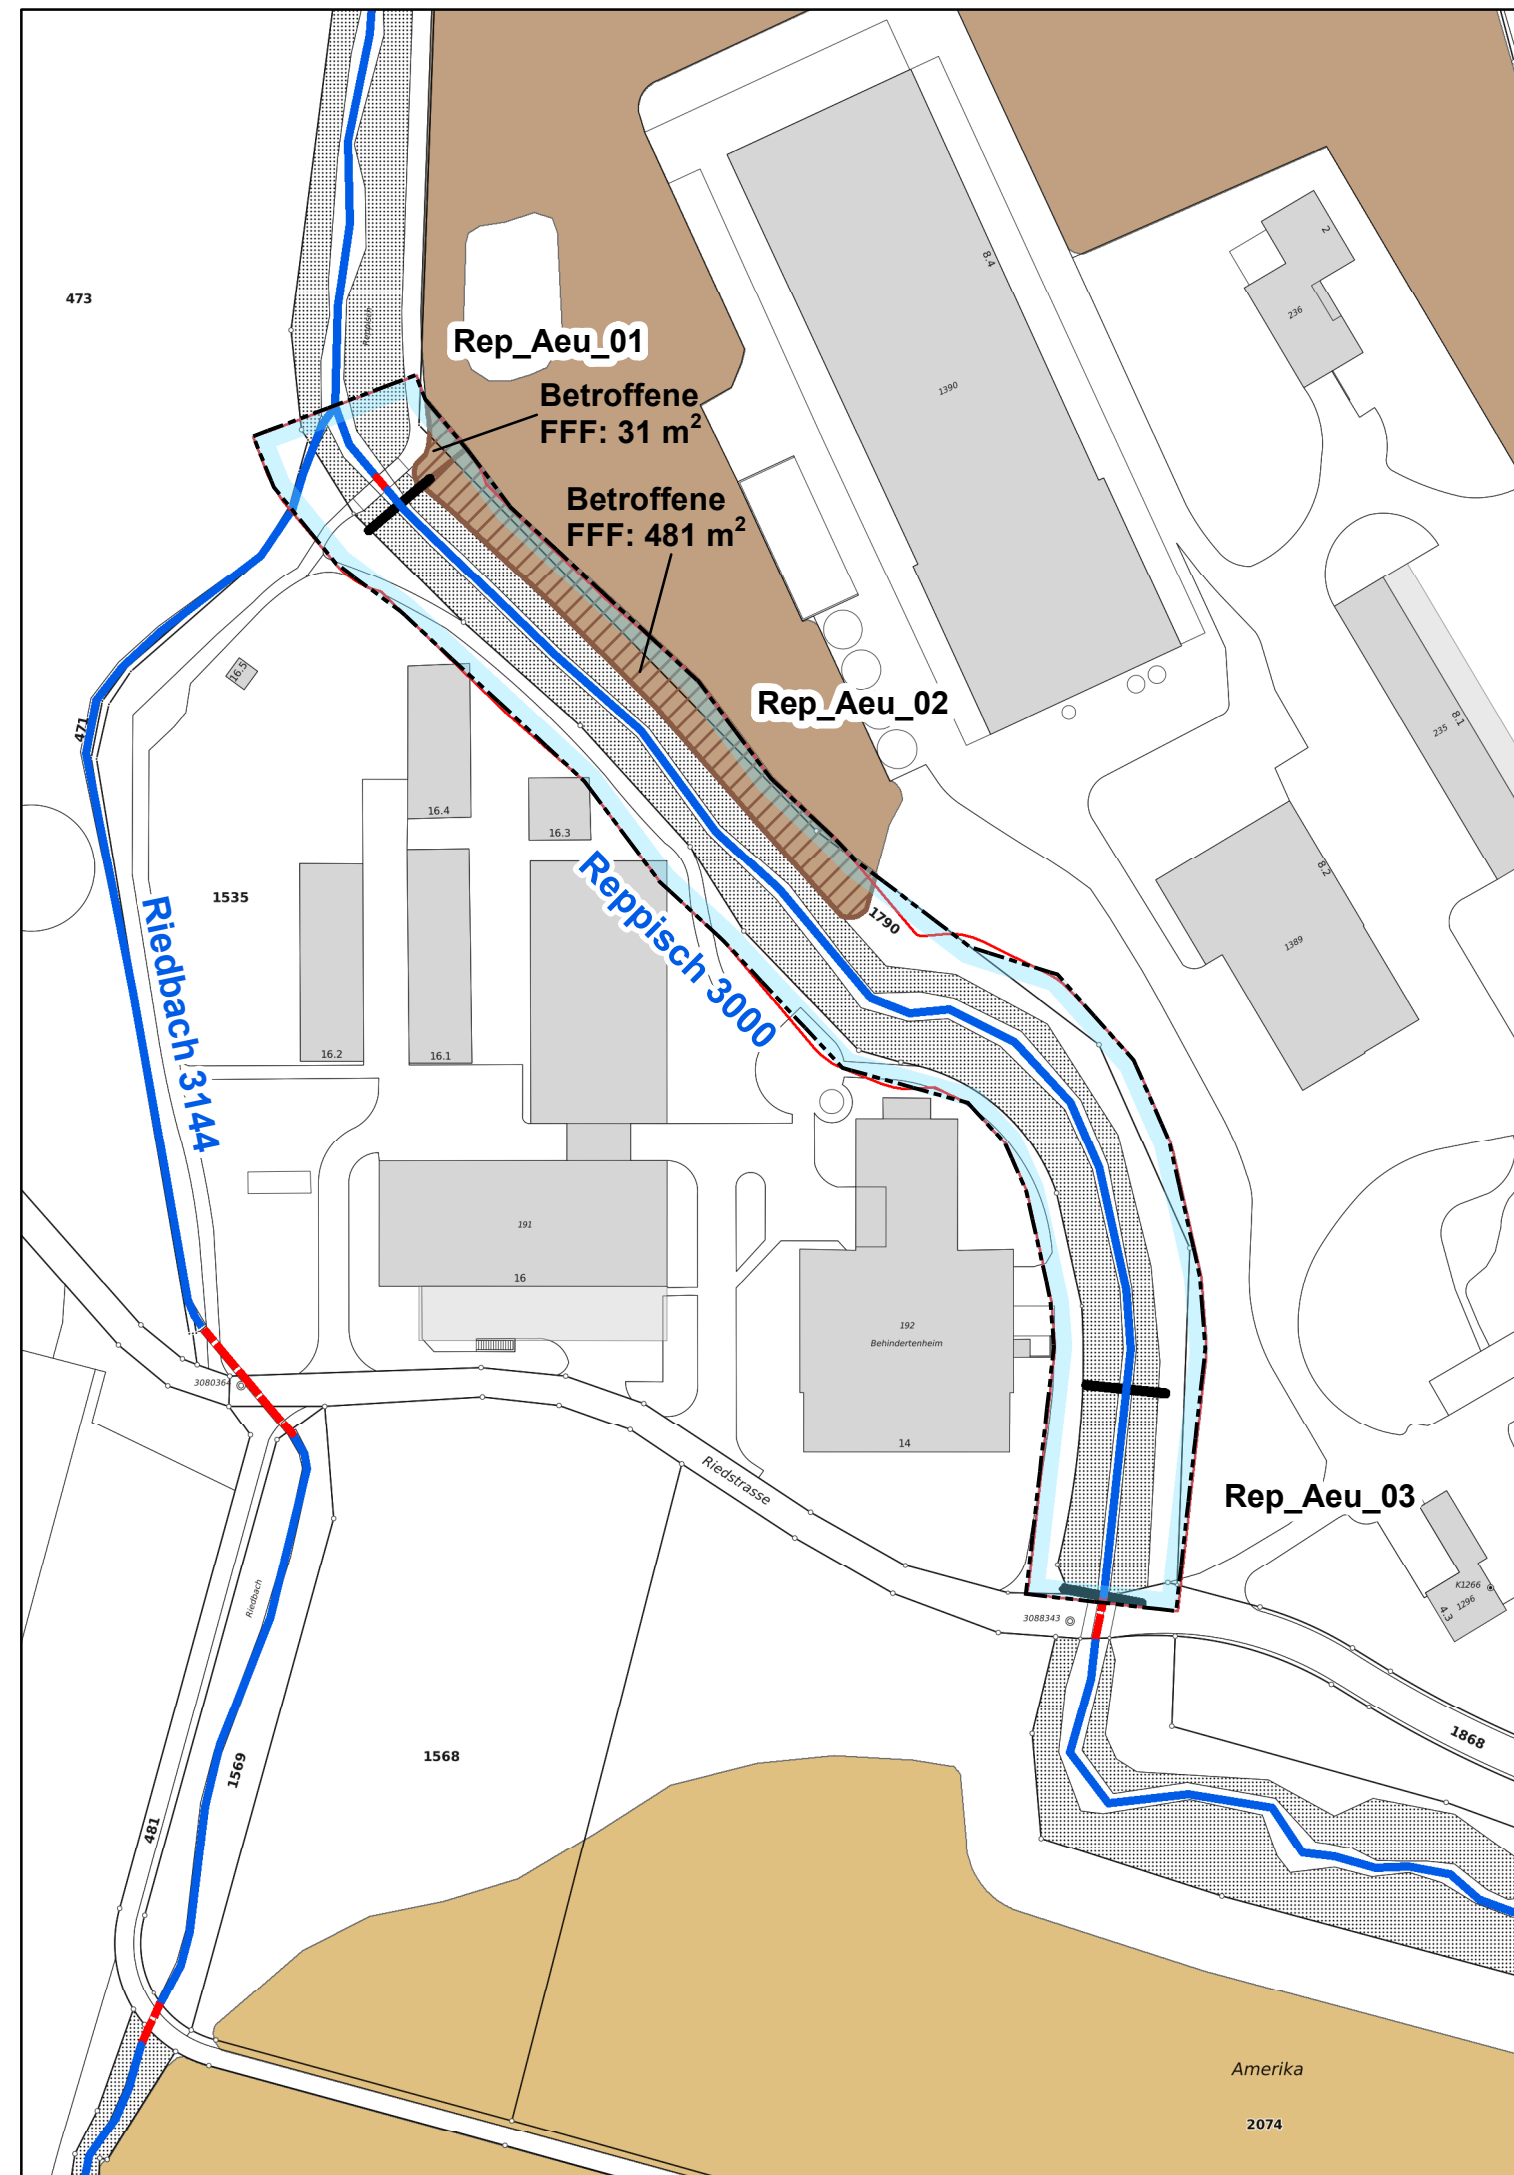 2
8.4
473
Reppisch
236
Rep_Aeu_01
Betroffene
FFF: 31 m²
1390
Betroffene
FFF: 481 m²
16.5
Rep_Aeu_02
471
8.1
235
16.4
16.3
8.2
1535
1790
Reppisch 3000
1389
Riedbach 3144
16.2
16.1
191
16
192
Behindertenheim
3080364
14
Riedstrasse
Rep_Aeu_03
Riedbach
K1266
1296
4.3
3088343
1868
1568
1569
481
Amerika
2074